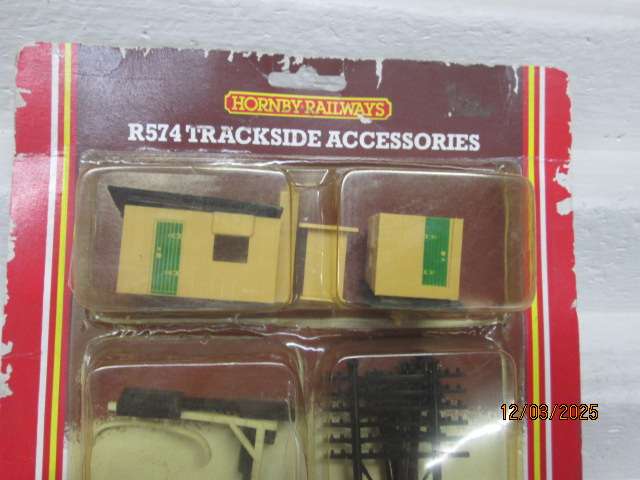 HORNBY RAILWAYS
R574 TRACKSIDE ACCESSORIES
12/03/2025